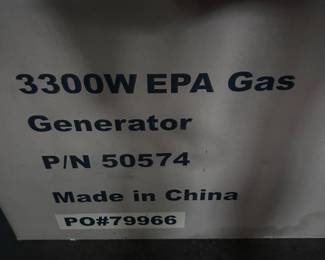 3300W EPA Gas
Generator
P/N 50574
Made in China
PO#79966